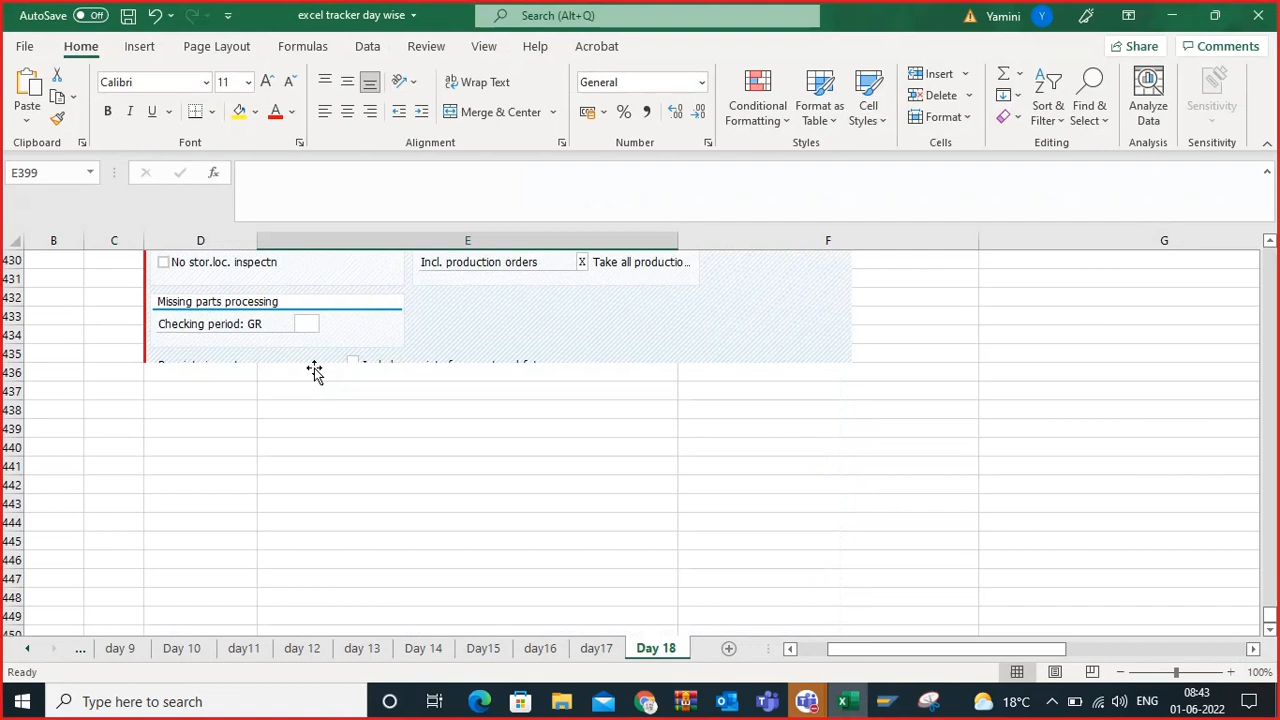 AutoSave Off excel tracker day wise Search (Alt+Q) Yamini Y
File Home Insert Page Layout Formulas Data Review View Help Acrobat Share Comments
Paste Calibri 11 Wrap Text General Conditional Formatting Format as Table Cell Styles Insert Sort & Filter Find & Select Analyze Data Sensitivity
B I U A Merge & Center % Delete
Format
Clipboard Font Alignment Number Styles Cells Editing Analysis Sensitivity
E399 fx
B C D E F G
430 No stor.loc. inspectn Incl. production orders X Take all productio...
431
432 Missing parts processing
433 Checking period: GR
434
435
436
437
438
439
440
441
442
443
444
445
446
447
448
449
450
... day 9 Day 10 day11 day 12 day 13 Day 14 Day15 day16 day17 Day 18
Ready 100%
Type here to search 18°C ENG 08:43
01-06-2022